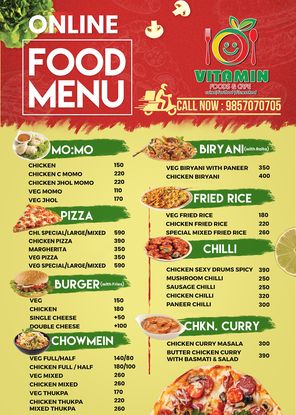 ONLINE
FOOD
MENU
VITAMIN
FOODS & CAFE
CALL NOW : 9857070705
MO:MO
CHICKEN 150
CHICKEN C MOMO 220
CHICKEN JHOL MOMO 220
VEG MOMO 110
VEG JHOL 170
PIZZA
CHL SPECIAL/LARGE/MIXED 590
CHICKEN PIZZA 390
MARGHERITA 350
VEG PIZZA 350
VEG SPECIAL/LARGE/MIXED 590
BURGER (with Fries)
VEG 150
CHICKEN 180
SINGLE CHEESE +50
DOUBLE CHEESE +100
CHOWMEIN
VEG FULL/HALF 140/80
CHICKEN FULL / HALF 180/100
VEG MIXED 260
CHICKEN MIXED 260
VEG THUKPA 170
CHICKEN THUKPA 220
MIXED THUKPA 260
BIRYANI (with Raita)
VEG BIRYANI WITH PANEER 350
CHICKEN BIRYANI 400
FRIED RICE
VEG FRIED RICE 180
CHICKEN FRIED RICE 220
SPECIAL MIXED FRIED RICE 260
CHILLI
CHICKEN SEXY DRUMS SPICY 390
MUSHROOM CHILLI 250
SAUSAGE CHILLI 250
CHICKEN CHILLI 320
PANEER CHILLI 300
CHKN. CURRY
CHICKEN CURRY MASALA 300
BUTTER CHICKEN CURRY 390
WITH BASMATI & SALAD